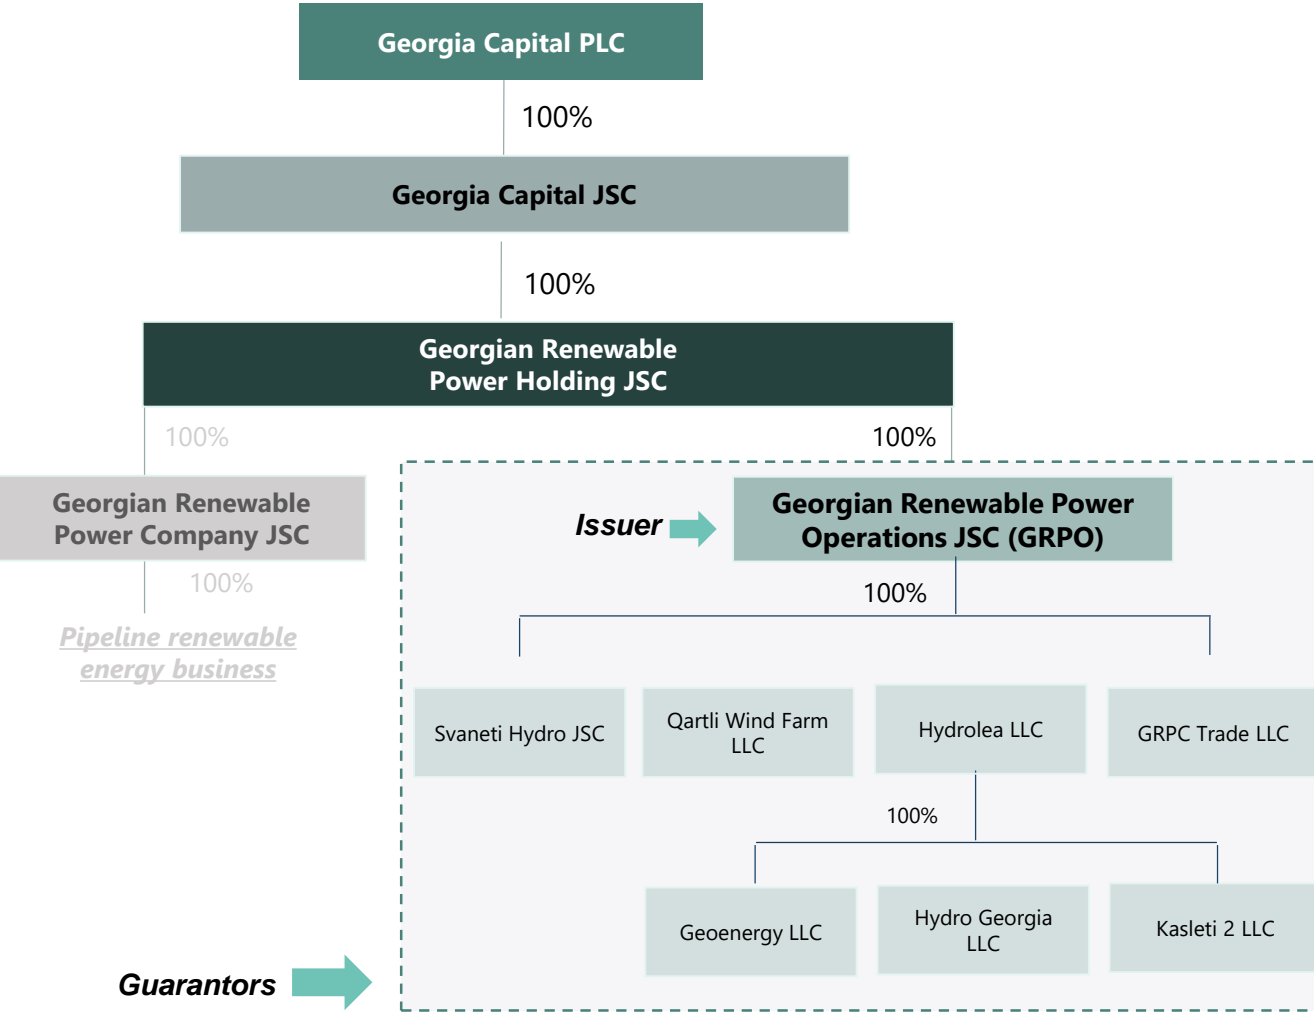 Georgia Capital PLC
100%
Georgia Capital JSC
100%
Georgian Renewable
Power Holding JSC
100%
100%
Georgian Renewable
Power Company JSC
Issuer
Georgian Renewable Power
Operations JSC (GRPO)
100%
100%
Pipeline renewable
energy business
Svaneti Hydro JSC
Qartli Wind Farm
LLC
Hydrolea LLC
GRPC Trade LLC
100%
Geoenergy LLC
Hydro Georgia
LLC
Kasleti 2 LLC
Guarantors